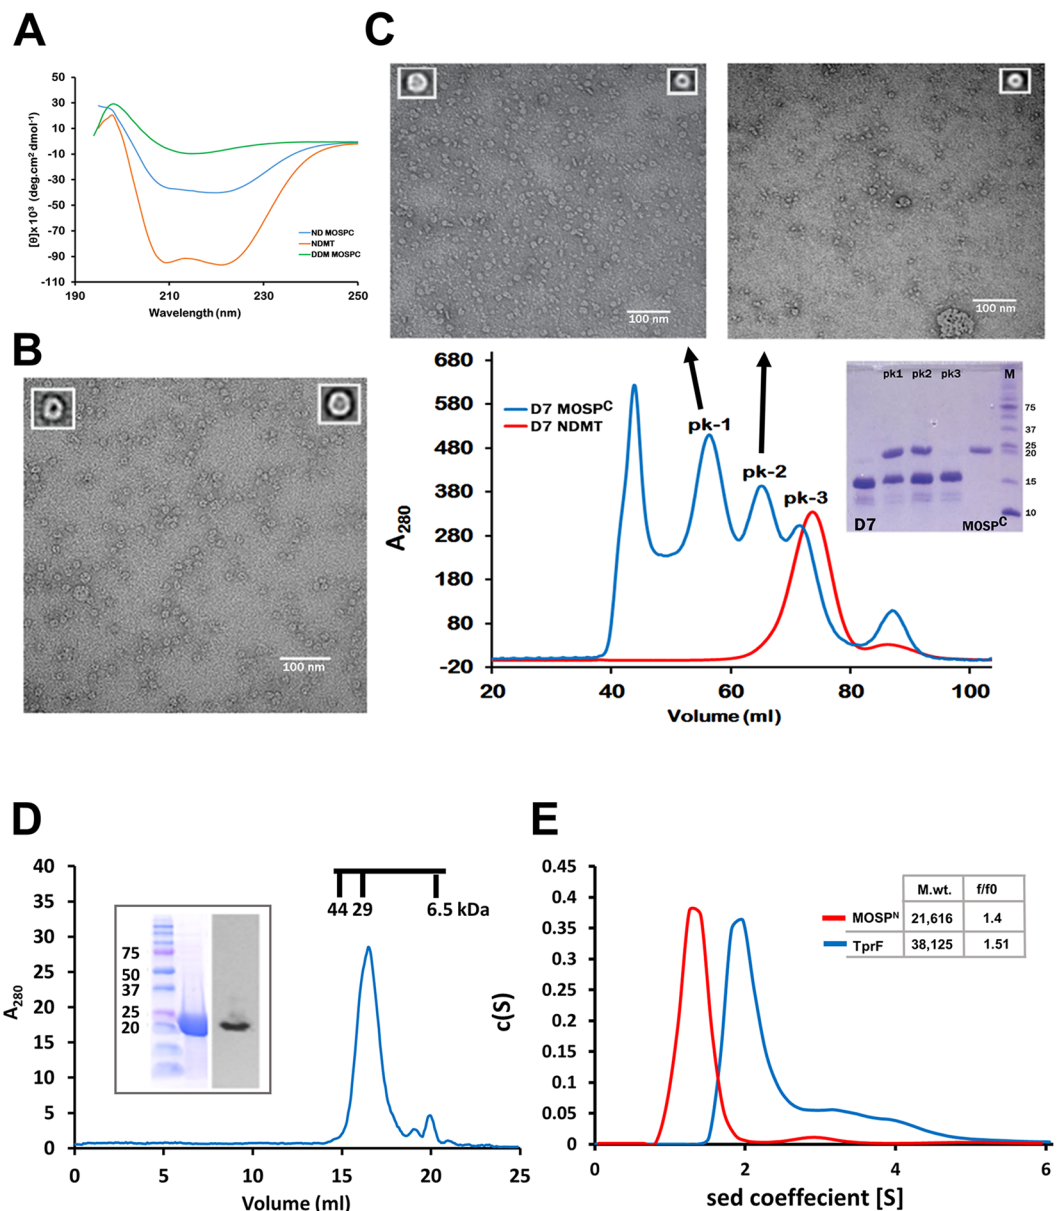 A
50
30
10
-10
-30
-50
-70
-90
-110
190
210
230
250
[θ]x 10³ (deg.cm² dmol-¹)
Wavelength (nm)
ND MOSPC
NDMT
DDM MOSPC
B
100 nm
C
100 nm
100 nm
680
580
480
380
280
180
80
-20
20
40
60
80
100
A280
Volume (ml)
D7 MOSPC
D7 NDMT
pk-1
pk-2
pk-3
pk1 pk2 pk3 M
75
37
25
20
15
10
D7
MOSPC
D
40
35
30
25
20
15
10
5
0
0
5
10
15
20
25
A280
Volume (ml)
44 29 6.5 kDa
75
50
37
25
20
E
0.45
0.4
0.35
0.3
0.25
0.2
0.15
0.1
0.05
0
0
2
4
6
c(S)
sed coeffecient [S]
M.wt. f/f0
MOSPN 21,616 1.4
TprF 38,125 1.51